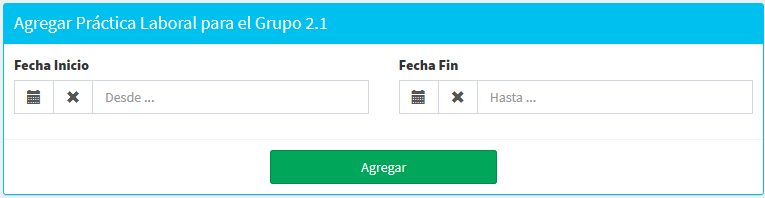 Agregar Práctica Laboral para el Grupo 2.1
Fecha Inicio
Fecha Fin
Desde ...
Hasta ...
Agregar